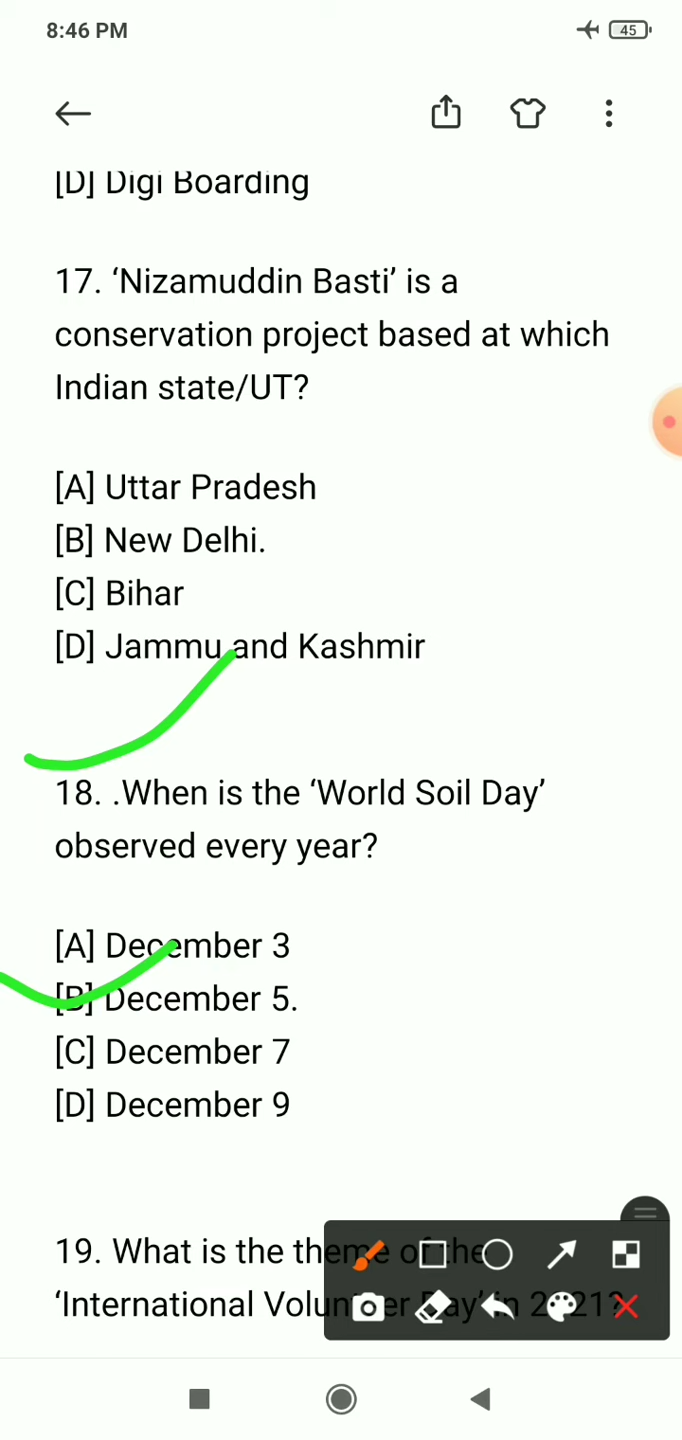 8:46 PM
45
[D] Digi Boarding
17. ‘Nizamuddin Basti’ is a
conservation project based at which
Indian state/UT?
[A] Uttar Pradesh
[B] New Delhi.
[C] Bihar
[D] Jammu and Kashmir
18. .When is the ‘World Soil Day’
observed every year?
[A] December 3
[B] December 5.
[C] December 7
[D] December 9
19. What is the theme of the
‘International Volunteer Day’ in 2021?